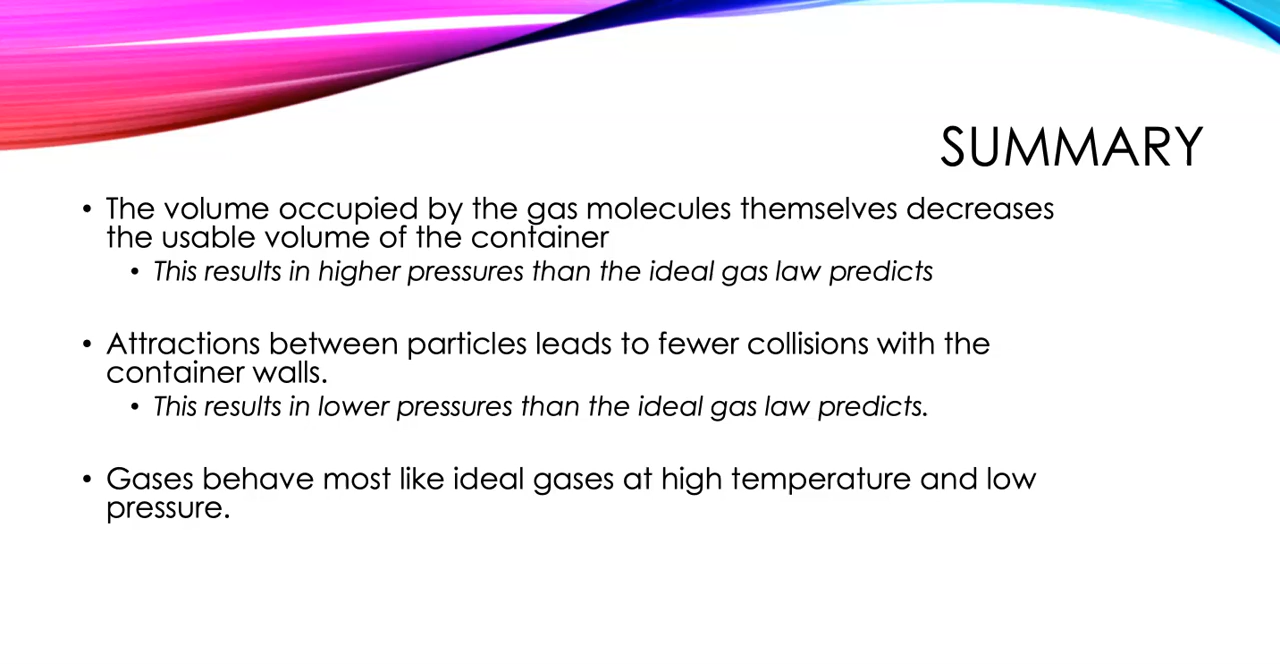 SUMMARY
• The volume occupied by the gas molecules themselves decreases
the usable volume of the container
• This results in higher pressures than the ideal gas law predicts
• Attractions between particles leads to fewer collisions with the
container walls.
• This results in lower pressures than the ideal gas law predicts.
• Gases behave most like ideal gases at high temperature and low
pressure.